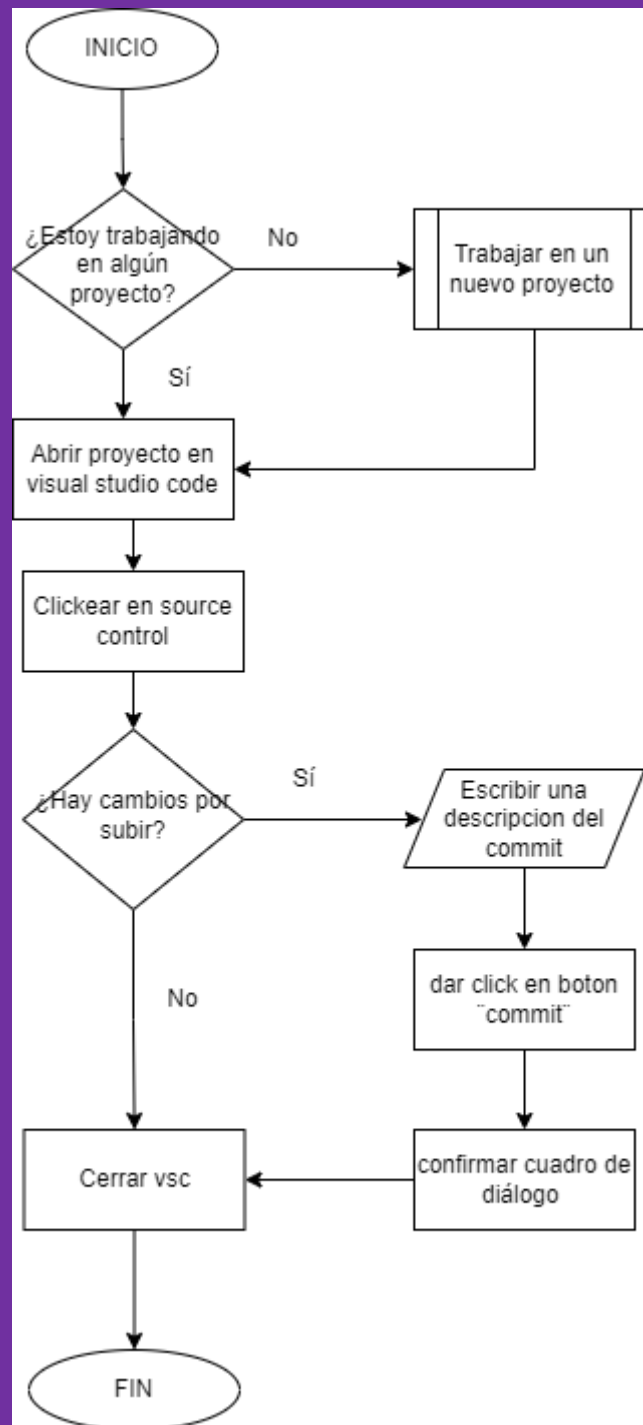 INICIO
¿Estoy trabajando
en algún
proyecto?
No
Trabajar en un
nuevo proyecto
Sí
Abrir proyecto en
visual studio code
Clickear en source
control
¿Hay cambios por
subir?
Sí
Escribir una
descripcion del
commit
dar click en boton
¨commit¨
No
confirmar cuadro de
diálogo
Cerrar vsc
FIN